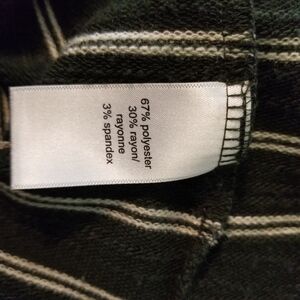 67% polyester
30% rayon/
rayonne
3% spandex